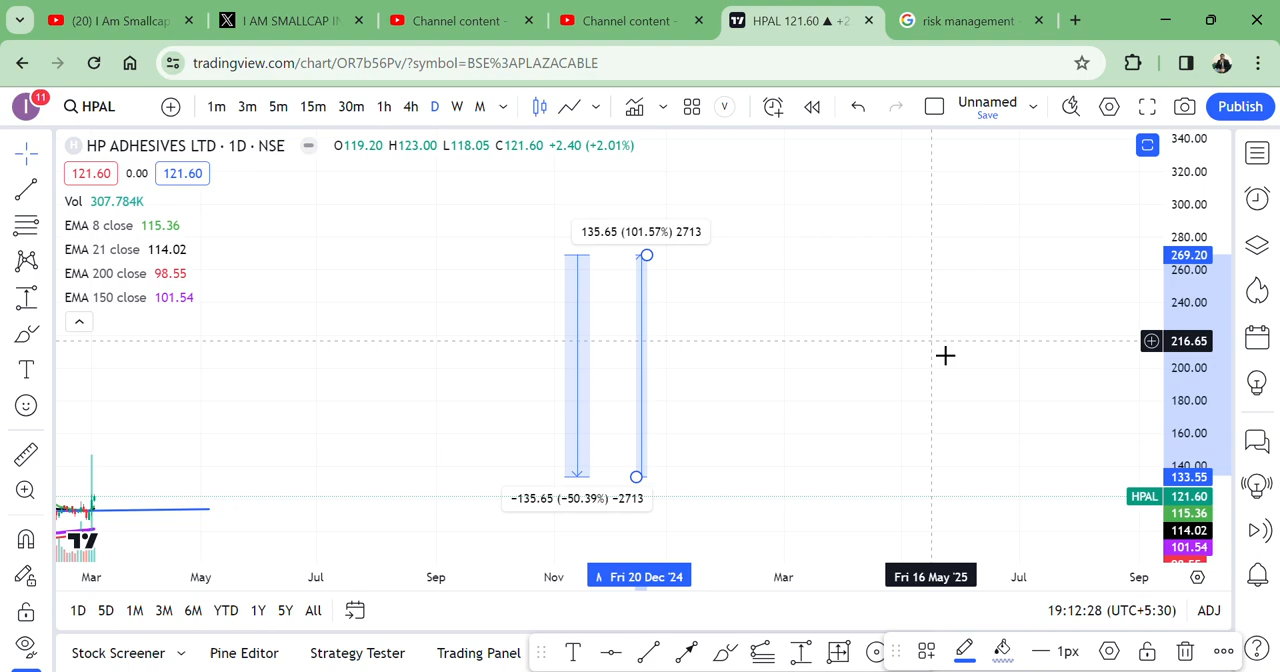 (20) I Am Smallcap
I AM SMALLCAP IN
Channel content -
Channel content -
HPAL 121.60 ▲ +2
risk management -
tradingview.com/chart/OR7b56Pv/?symbol=BSE%3APLAZACABLE
I
11
HPAL
1m 3m 5m 15m 30m 1h 4h D W M
V
Unnamed
Save
Publish
H HP ADHESIVES LTD · 1D · NSE
O119.20 H123.00 L118.05 C121.60 +2.40 (+2.01%)
121.60 0.00 121.60
Vol 307.784K
EMA 8 close 115.36
EMA 21 close 114.02
EMA 200 close 98.55
EMA 150 close 101.54
135.65 (101.57%) 2713
−135.65 (−50.39%) −2713
340.00
320.00
300.00
280.00
269.20
260.00
240.00
216.65
200.00
180.00
160.00
140.00
133.55
HPAL 121.60
115.36
114.02
101.54
98.55
Mar May Jul Sep Nov Fri 20 Dec '24 Mar Fri 16 May '25 Jul Sep
1D 5D 1M 3M 6M YTD 1Y 5Y All
19:12:28 (UTC+5:30) ADJ
Stock Screener Pine Editor Strategy Tester Trading Panel
1px